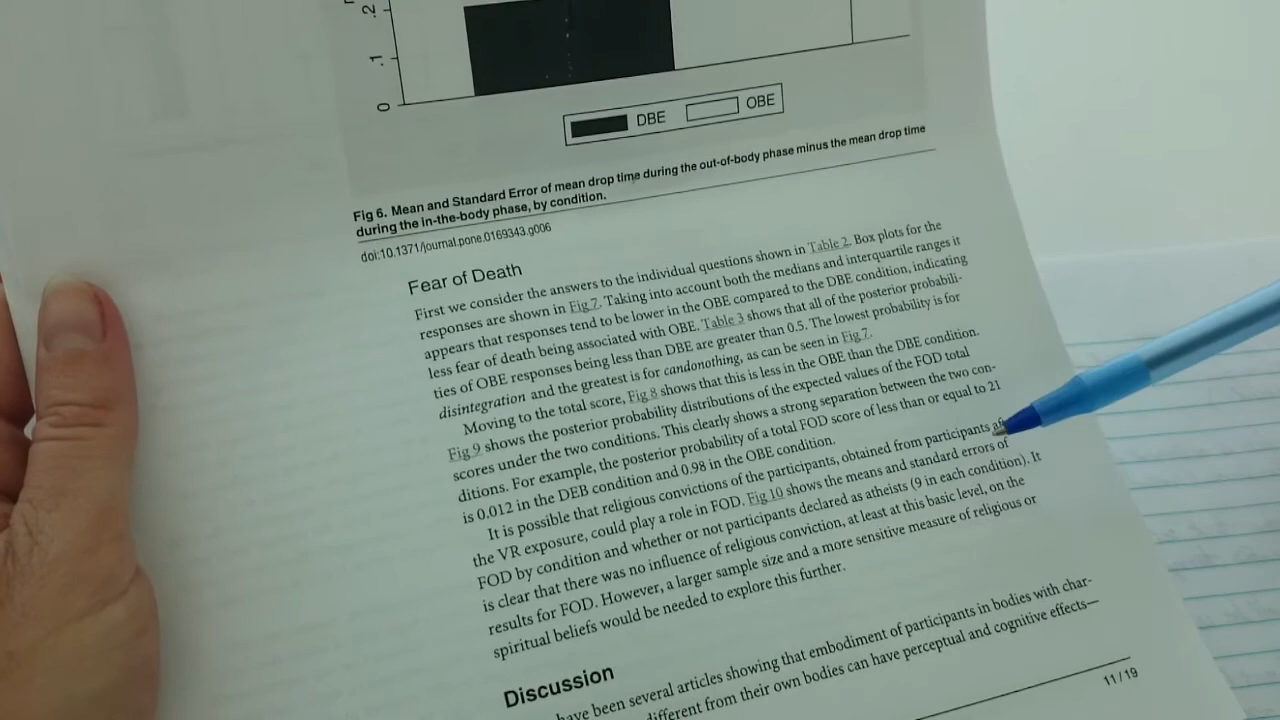 .2
.1
0
DBE OBE
Fig 6. Mean and Standard Error of mean drop time during the out-of-body phase minus the mean drop time
during the in-the-body phase, by condition.
doi:10.1371/journal.pone.0169343.g006
Fear of Death
First we consider the answers to the individual questions shown in Table 2. Box plots for the
responses are shown in Fig 7. Taking into account both the medians and interquartile ranges it
appears that responses tend to be lower in the OBE compared to the DBE condition, indicating
less fear of death being associated with OBE. Table 3 shows that all of the posterior probabili-
ties of OBE responses being less than DBE are greater than 0.5. The lowest probability is for
disintegration and the greatest is for candonothing, as can be seen in Fig 7.
Moving to the total score, Fig 8 shows that this is less in the OBE than the DBE condition.
Fig 9 shows the posterior probability distributions of the expected values of the FOD total
scores under the two conditions. This clearly shows a strong separation between the two con-
ditions. For example, the posterior probability of a total FOD score of less than or equal to 21
is 0.012 in the DEB condition and 0.98 in the OBE condition.
It is possible that religious convictions of the participants, obtained from participants
the VR exposure, could play a role in FOD. Fig 10 shows the means and standard errors of
FOD by condition and whether or not participants declared as atheists (9 in each condition). It
is clear that there was no influence of religious conviction, at least at this basic level, on the
results for FOD. However, a larger sample size and a more sensitive measure of religious or
spiritual beliefs would be needed to explore this further.
Discussion
have been several articles showing that embodiment of participants in bodies with char-
different from their own bodies can have perceptual and cognitive effects—
11 / 19